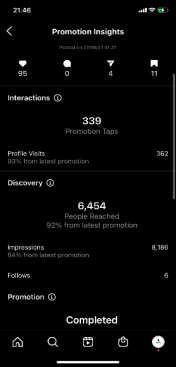 21.46
Promotion Insights
Posted on 27/08/21 21.27
95 0 4 11
Interactions
339
Promotion Taps
Profile Visits 362
93% from latest promotion
Discovery
6,454
People Reached
92% from latest promotion
Impressions 8,186
84% from latest promotion
Follows 6
Promotion
Completed